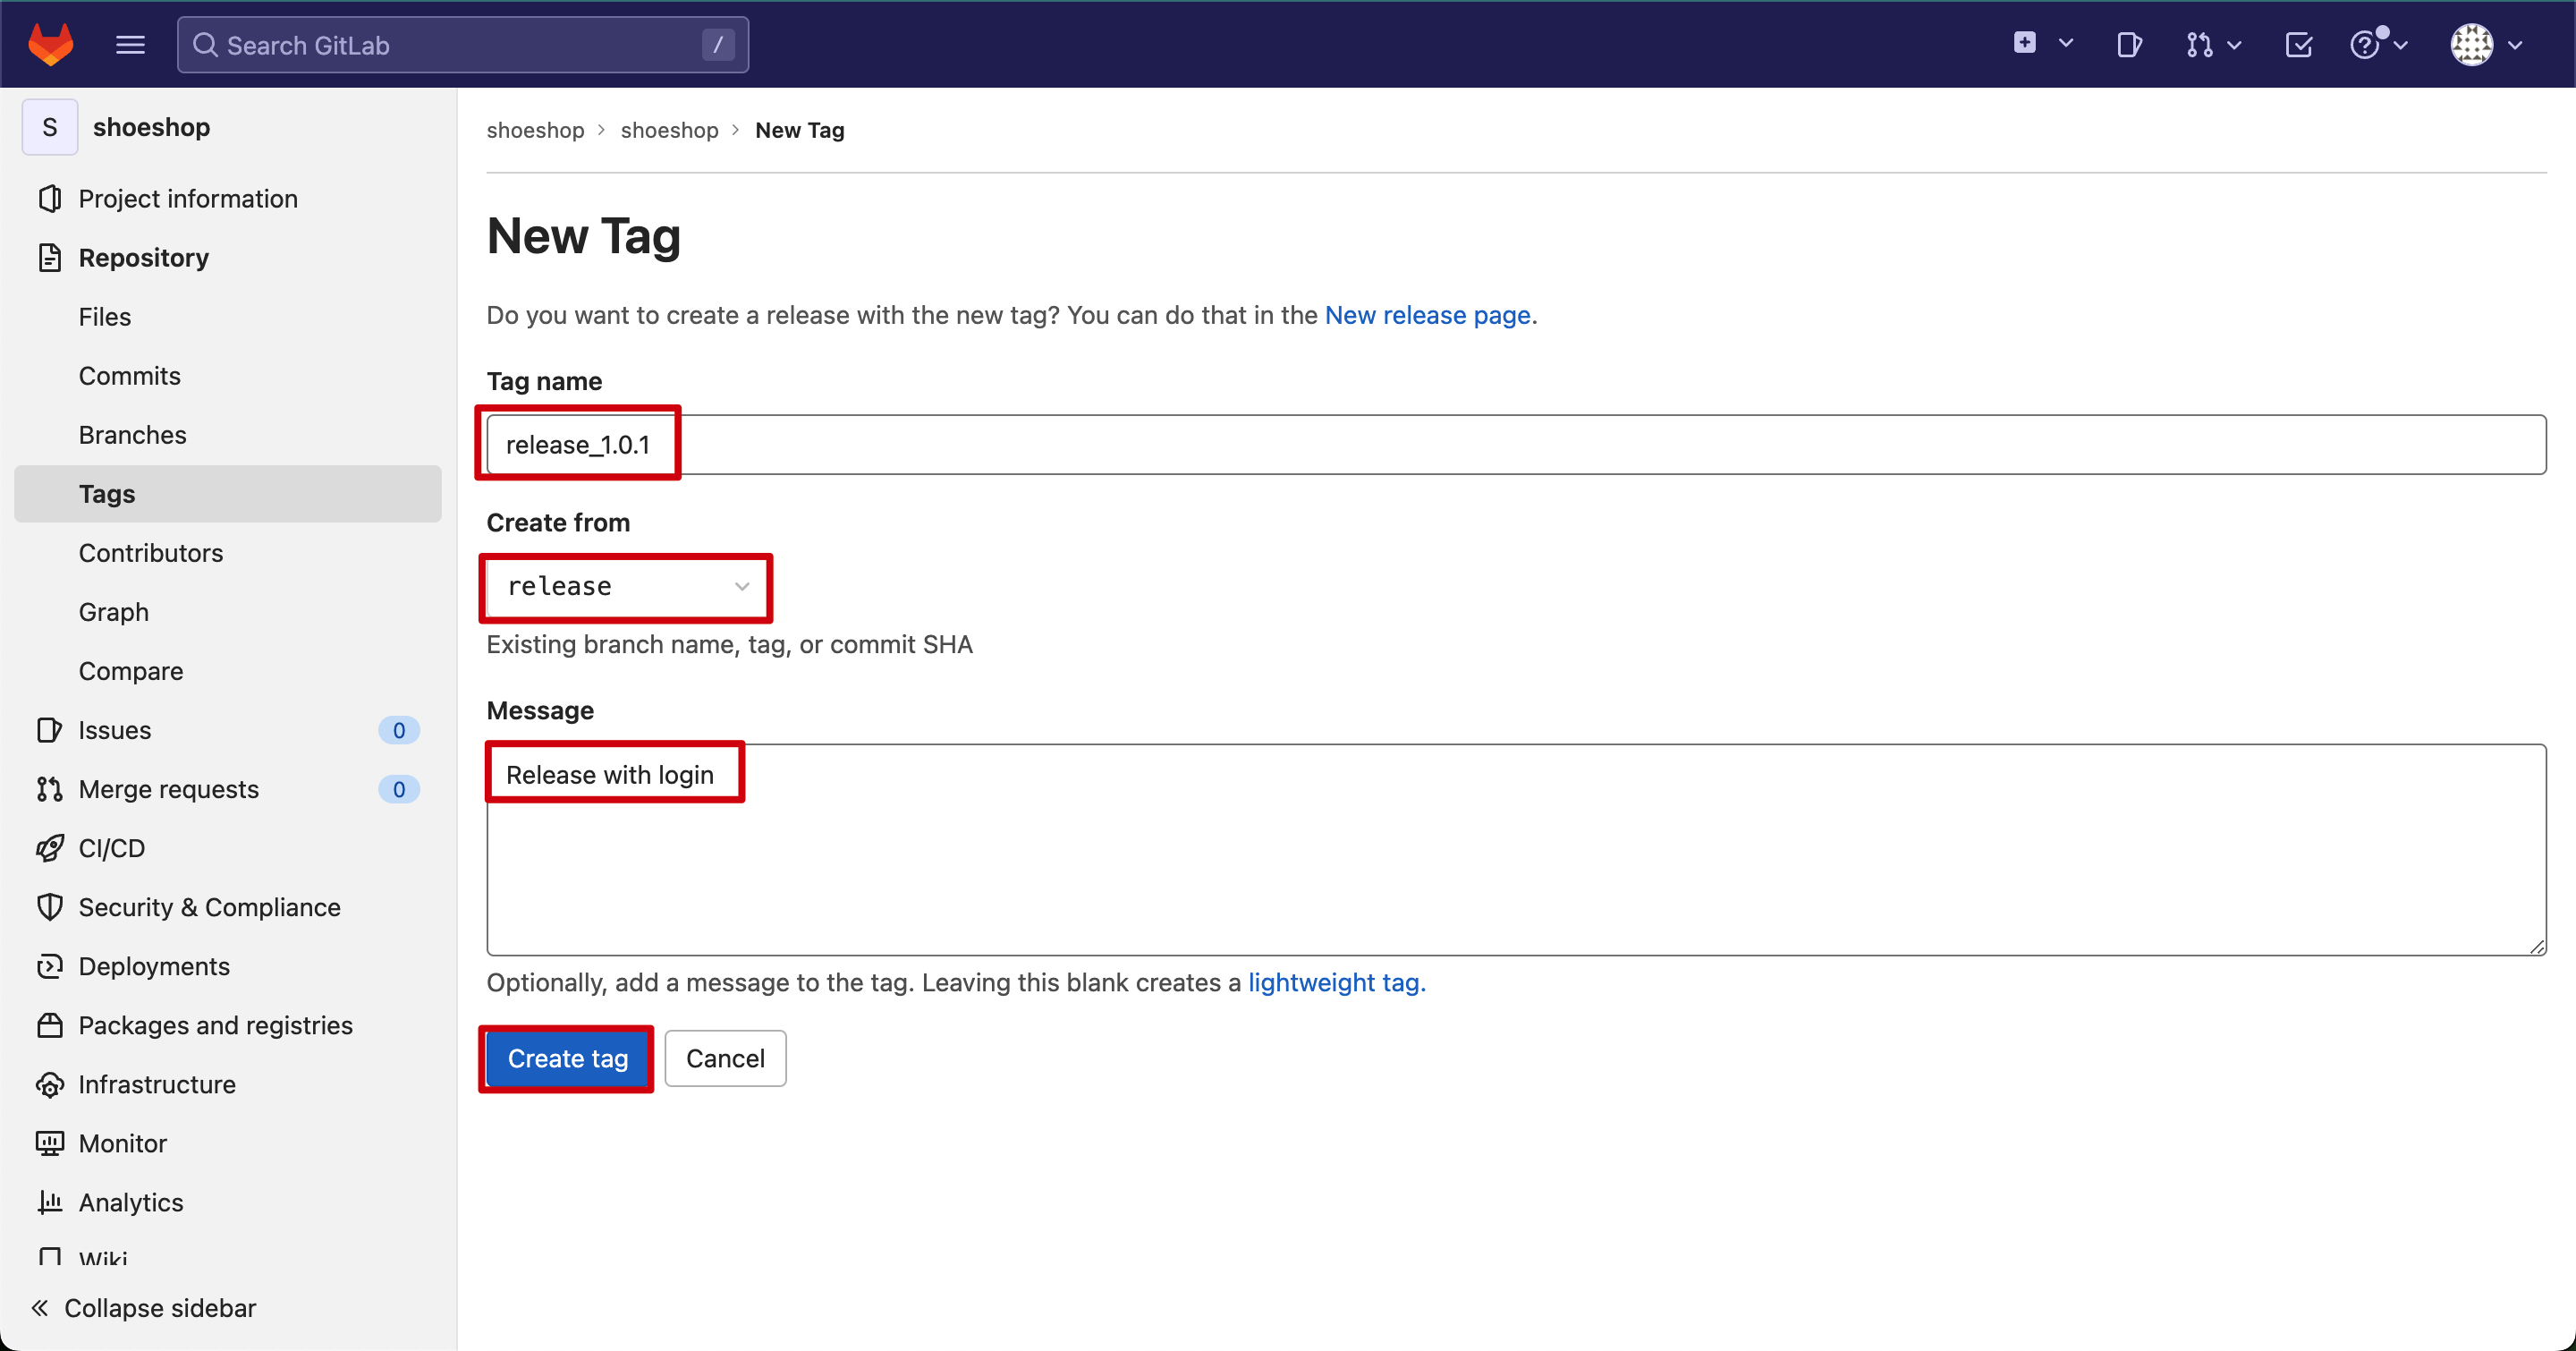 Search GitLab /
S shoeshop
Project information
Repository
Files
Commits
Branches
Tags
Contributors
Graph
Compare
Issues 0
Merge requests 0
CI/CD
Security & Compliance
Deployments
Packages and registries
Infrastructure
Monitor
Analytics
Wiki
Collapse sidebar
shoeshop > shoeshop > New Tag
New Tag
Do you want to create a release with the new tag? You can do that in the New release page.
Tag name
release_1.0.1
Create from
release
Existing branch name, tag, or commit SHA
Message
Release with login
Optionally, add a message to the tag. Leaving this blank creates a lightweight tag.
Create tag Cancel